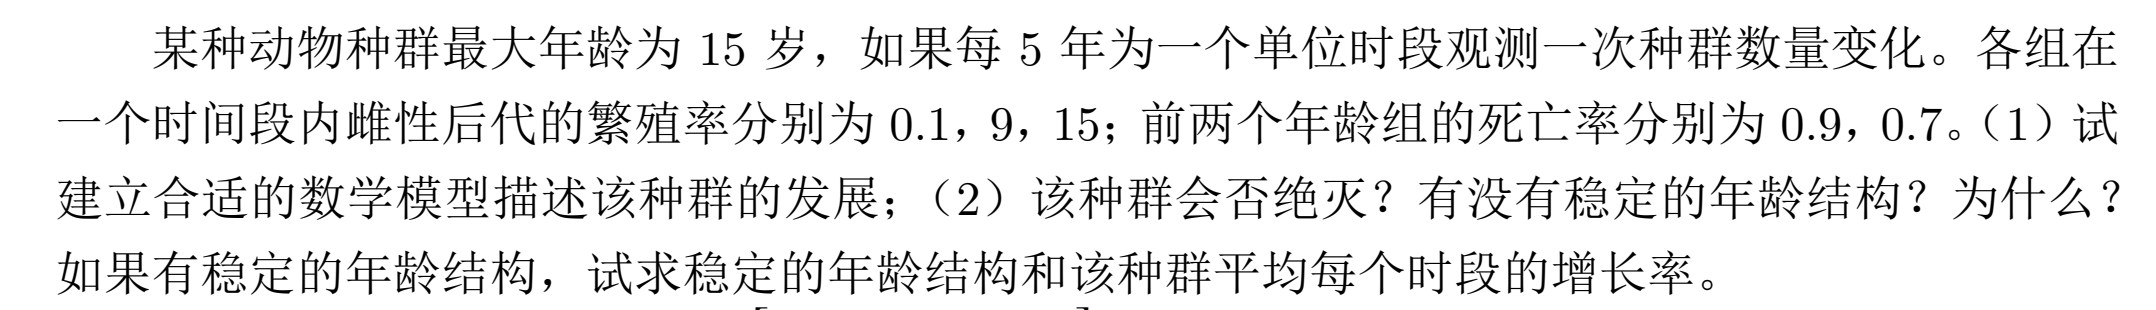 某种动物种群最大年龄为 15 岁，如果每 5 年为一个单位时段观测一次种群数量变化。各组在
一个时间段内雌性后代的繁殖率分别为 0.1，9，15；前两个年龄组的死亡率分别为 0.9，0.7。（1）试
建立合适的数学模型描述该种群的发展；（2）该种群会否绝灭？有没有稳定的年龄结构？为什么？
如果有稳定的年龄结构，试求稳定的年龄结构和该种群平均每个时段的增长率。